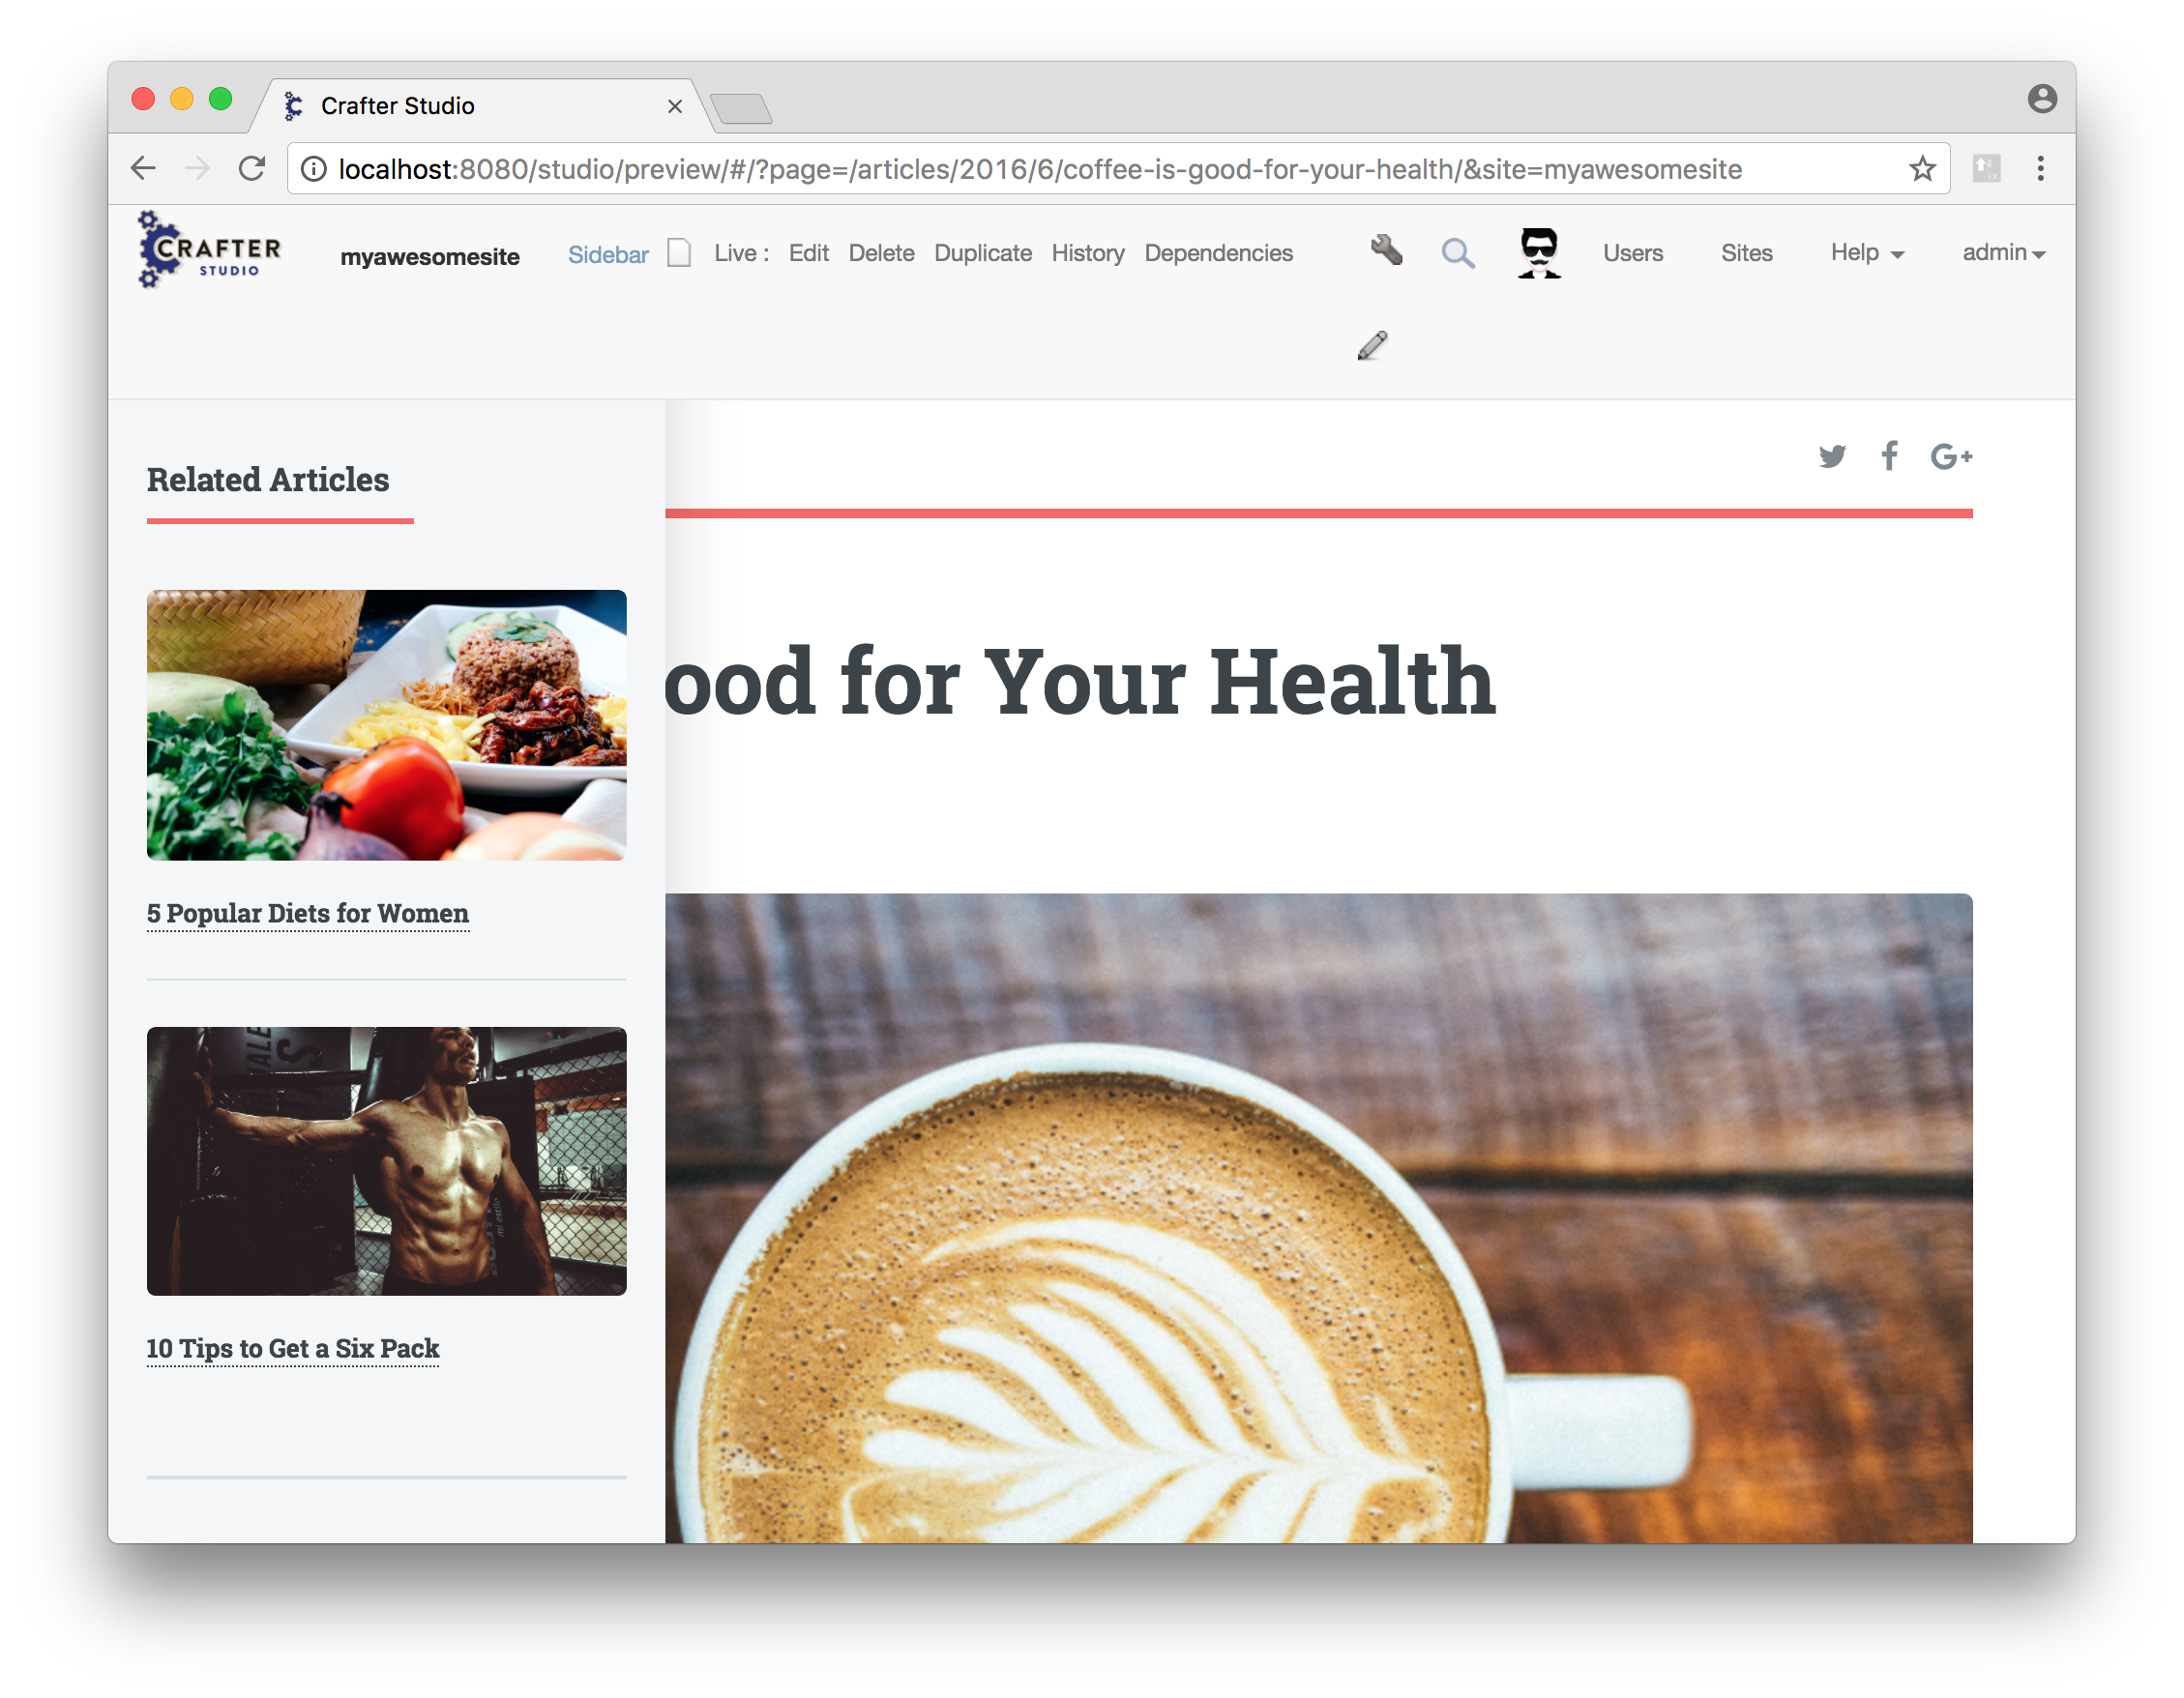 Crafter Studio
localhost:8080/studio/preview/#/?page=/articles/2016/6/coffee-is-good-for-your-health/&site=myawesomesite
CRAFTER
STUDIO
myawesomesite Sidebar Live : Edit Delete Duplicate History Dependencies Users Sites Help admin
G+
Related Articles
ood for Your Health
5 Popular Diets for Women
10 Tips to Get a Six Pack